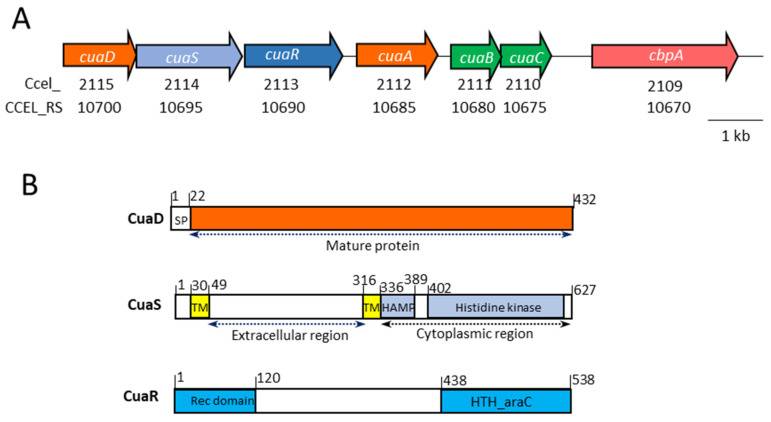 A
cuaD cuaS cuaR cuaA cuaB cuaC cbpA
Ccel_ 2115 2114 2113 2112 2111 2110 2109
CCEL_RS 10700 10695 10690 10685 10680 10675 10670
1 kb
B
1 22 432
CuaD SP
Mature protein
1 30 49 316 336 389 402 627
CuaS TM TM HAMP Histidine kinase
Extracellular region Cytoplasmic region
1 120 438 538
CuaR Rec domain HTH_araC